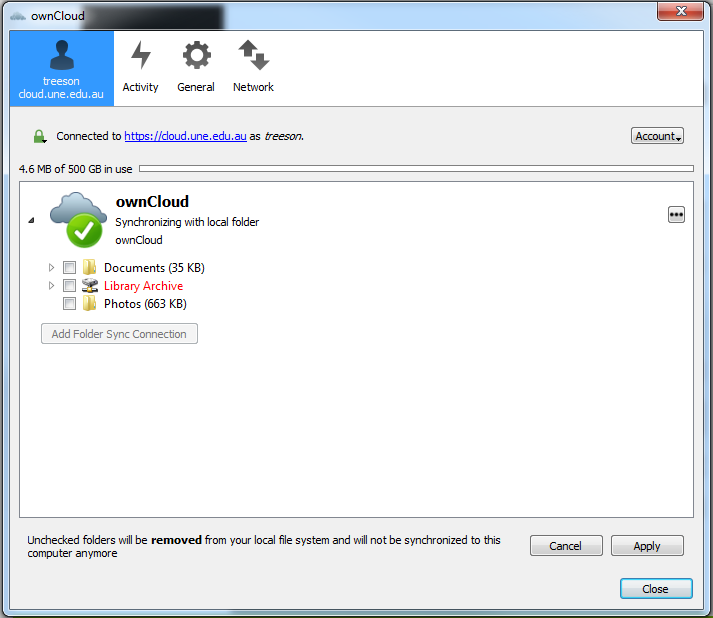 ownCloud
treeson
cloud.une.edu.au
Activity
General
Network
Connected to https://cloud.une.edu.au as treeson.
Account
4.6 MB of 500 GB in use
ownCloud
Synchronizing with local folder
ownCloud
Documents (35 KB)
Library Archive
Photos (663 KB)
Add Folder Sync Connection
Unchecked folders will be removed from your local file system and will not be synchronized to this
computer anymore
Cancel
Apply
Close